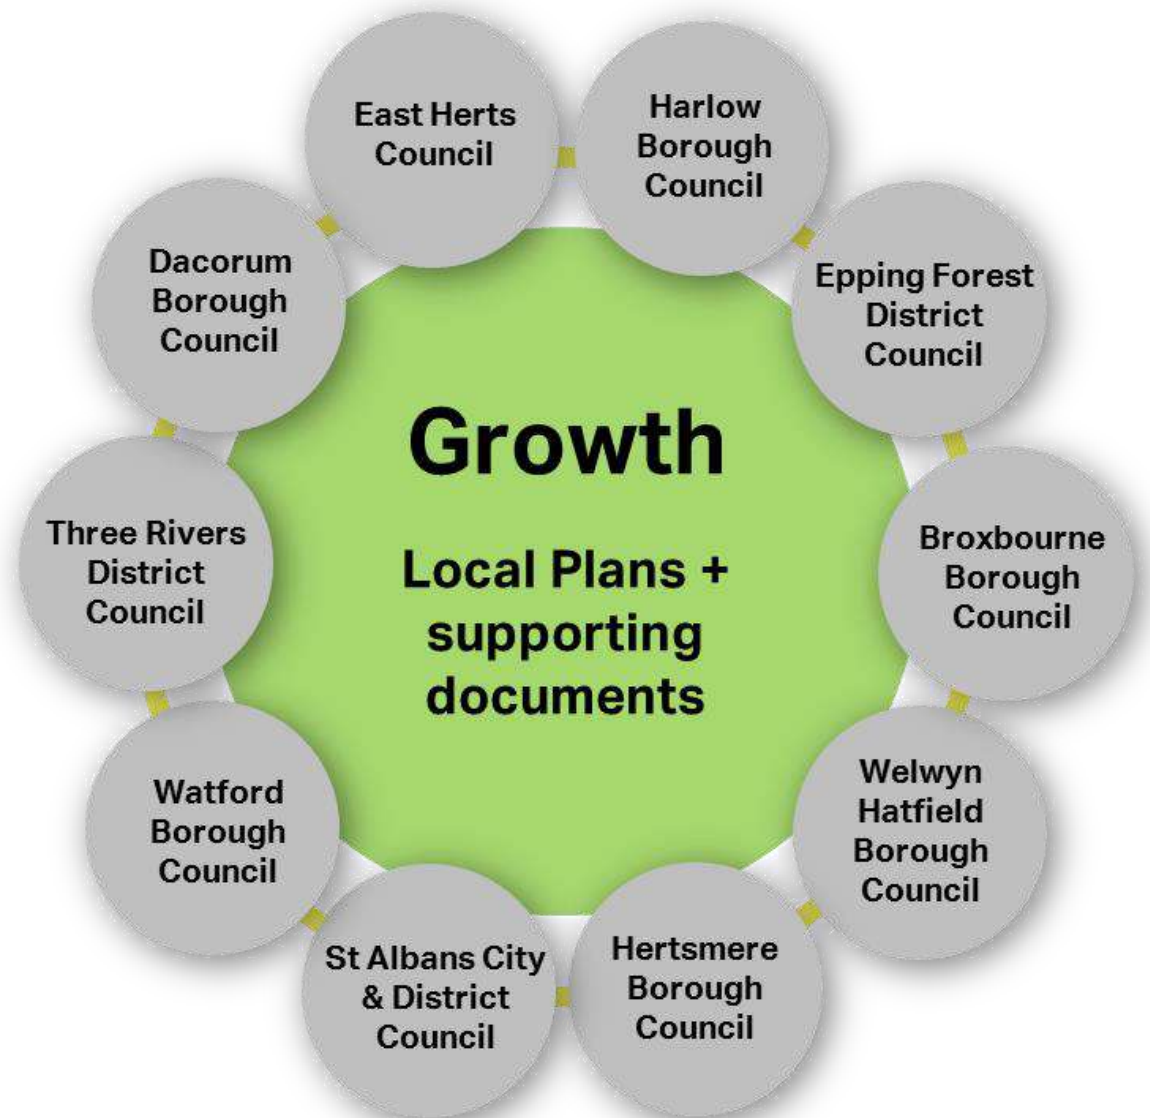 East Herts
Council
Harlow
Borough
Council
Epping Forest
District
Council
Broxbourne
Borough
Council
Welwyn
Hatfield
Borough
Council
Hertsmere
Borough
Council
St Albans City
& District
Council
Watford
Borough
Council
Three Rivers
District
Council
Dacorum
Borough
Council
Growth
Local Plans +
supporting
documents